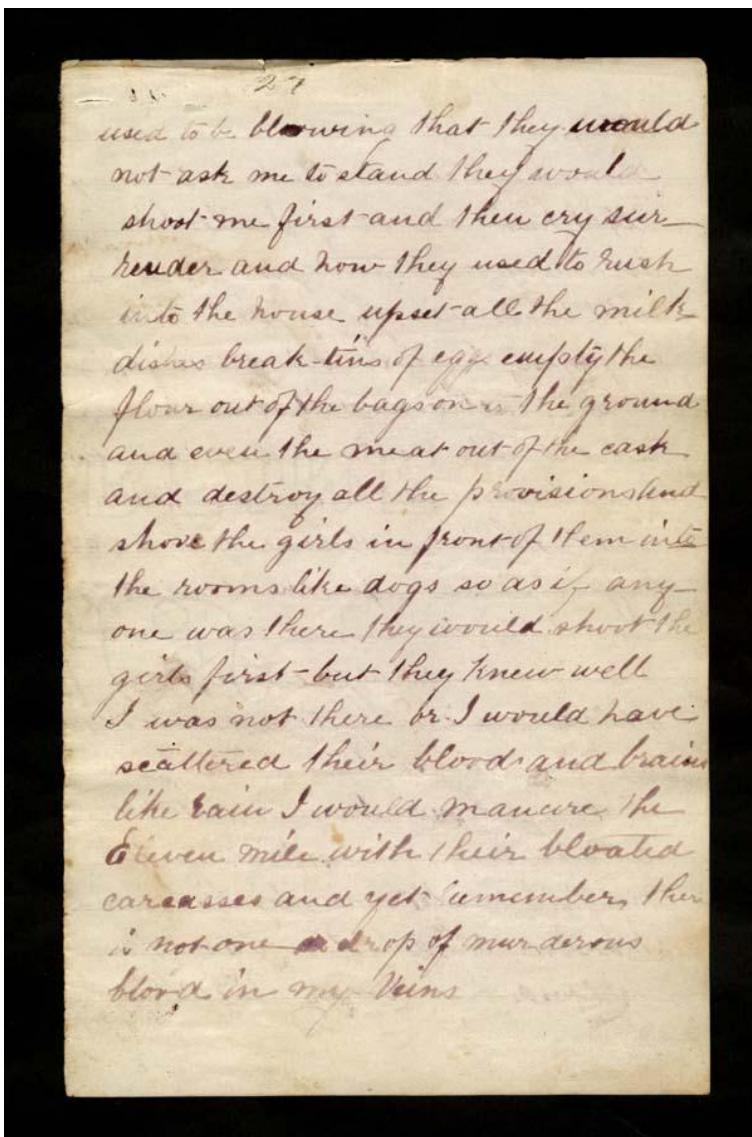 27
used to be blowing that they would
not ask me to stand they would
shoot me first and then cry sur-
render and how they used to rush
into the house upset all the milk
dishes break tins of eggs empty the
flour out of the bags on the ground
and even the meat out of the cask
and destroy all the provisions and
shove the girls in front of them into
the rooms like dogs so as if any
one was there they would shoot the
girls first but they knew well
I was not there or I would have
scattered their blood and brains
like rain I would manure the
Eleven mile with their bloated
carcasses and yet remember there
is not one drop of murderous
blood in my Veins